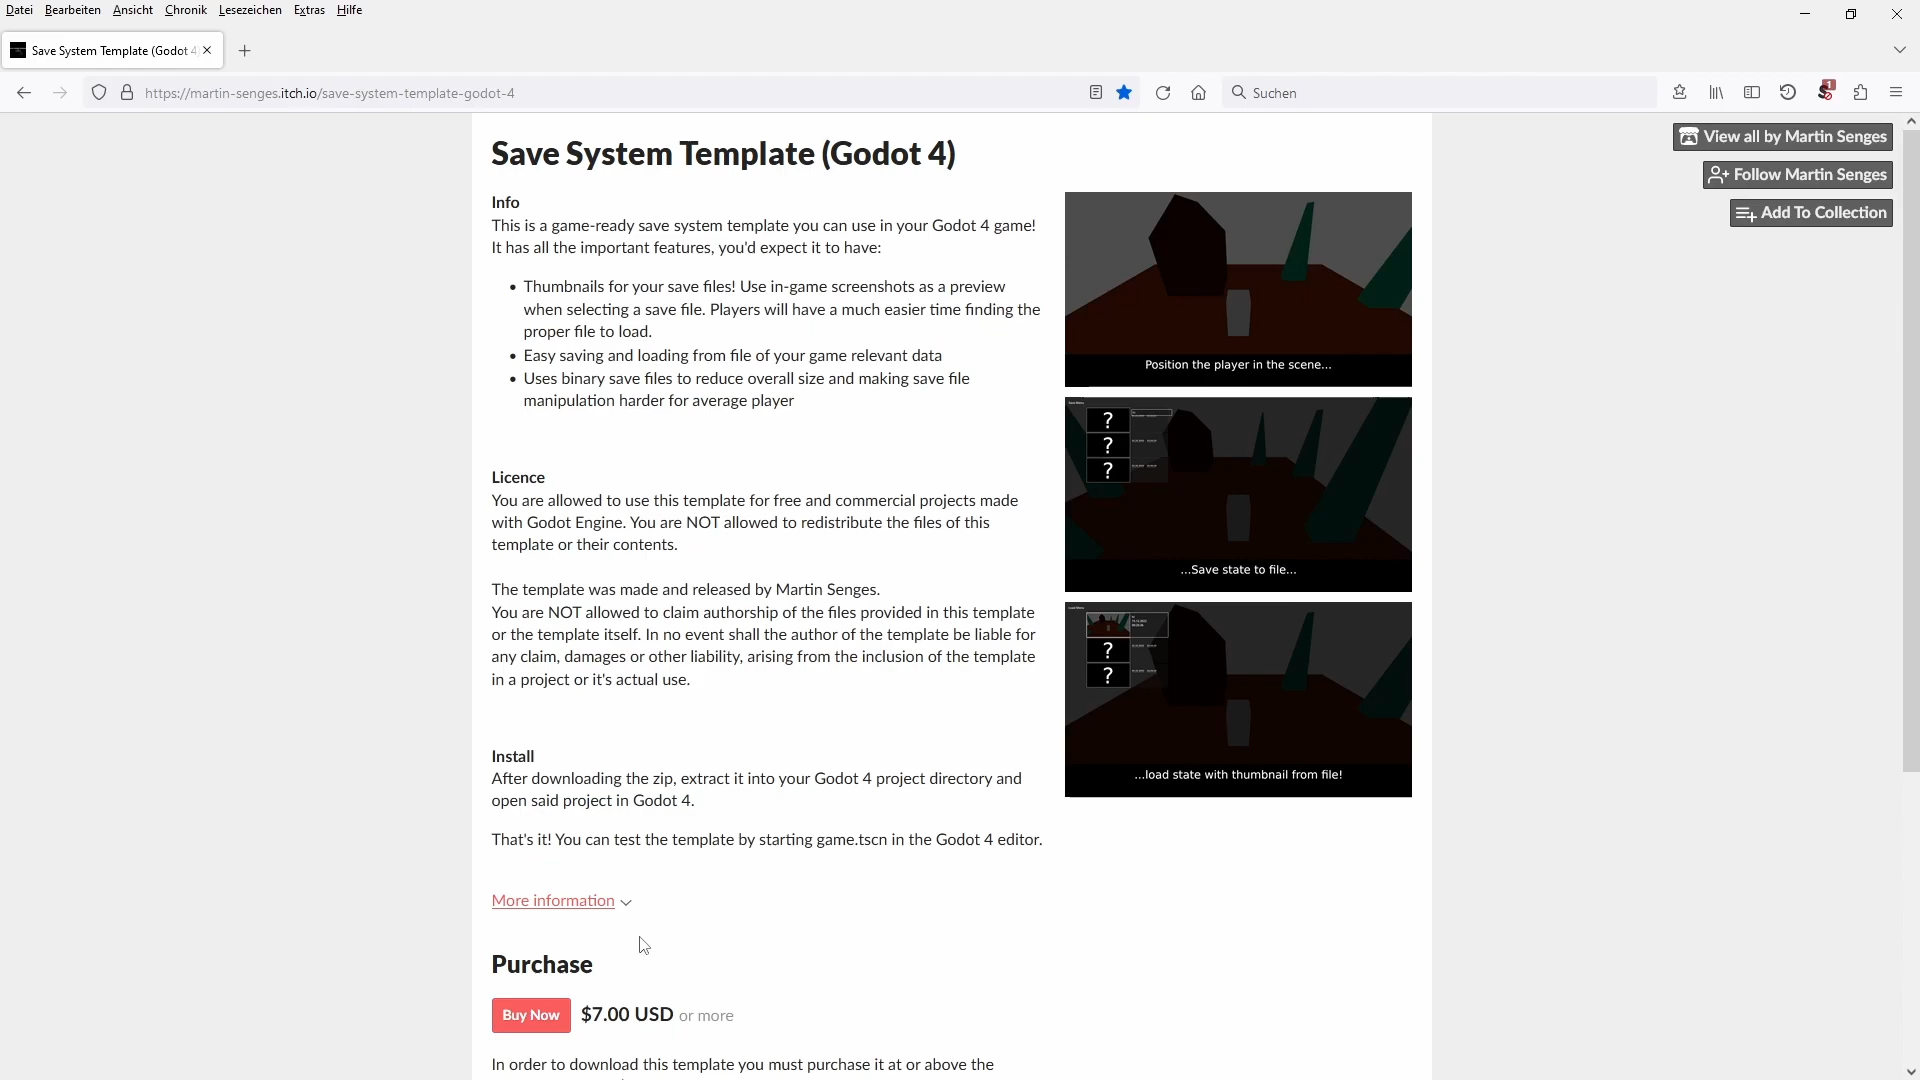 Datei Bearbeiten Ansicht Chronik Lesezeichen Extras Hilfe
Save System Template (Godot 4
https://martin-senges.itch.io/save-system-template-godot-4
Suchen
1
View all by Martin Senges
Follow Martin Senges
Add To Collection
Save System Template (Godot 4)
Info
This is a game-ready save system template you can use in your Godot 4 game!
It has all the important features, you'd expect it to have:
• Thumbnails for your save files! Use in-game screenshots as a preview
when selecting a save file. Players will have a much easier time finding the
proper file to load.
• Easy saving and loading from file of your game relevant data
• Uses binary save files to reduce overall size and making save file
manipulation harder for average player
Licence
You are allowed to use this template for free and commercial projects made
with Godot Engine. You are NOT allowed to redistribute the files of this
template or their contents.
The template was made and released by Martin Senges.
You are NOT allowed to claim authorship of the files provided in this template
or the template itself. In no event shall the author of the template be liable for
any claim, damages or other liability, arising from the inclusion of the template
in a project or it's actual use.
Install
After downloading the zip, extract it into your Godot 4 project directory and
open said project in Godot 4.
That's it! You can test the template by starting game.tscn in the Godot 4 editor.
More information
Purchase
Buy Now $7.00 USD or more
In order to download this template you must purchase it at or above the
Position the player in the scene...
?
?
?
...Save state to file...
?
?
...load state with thumbnail from file!